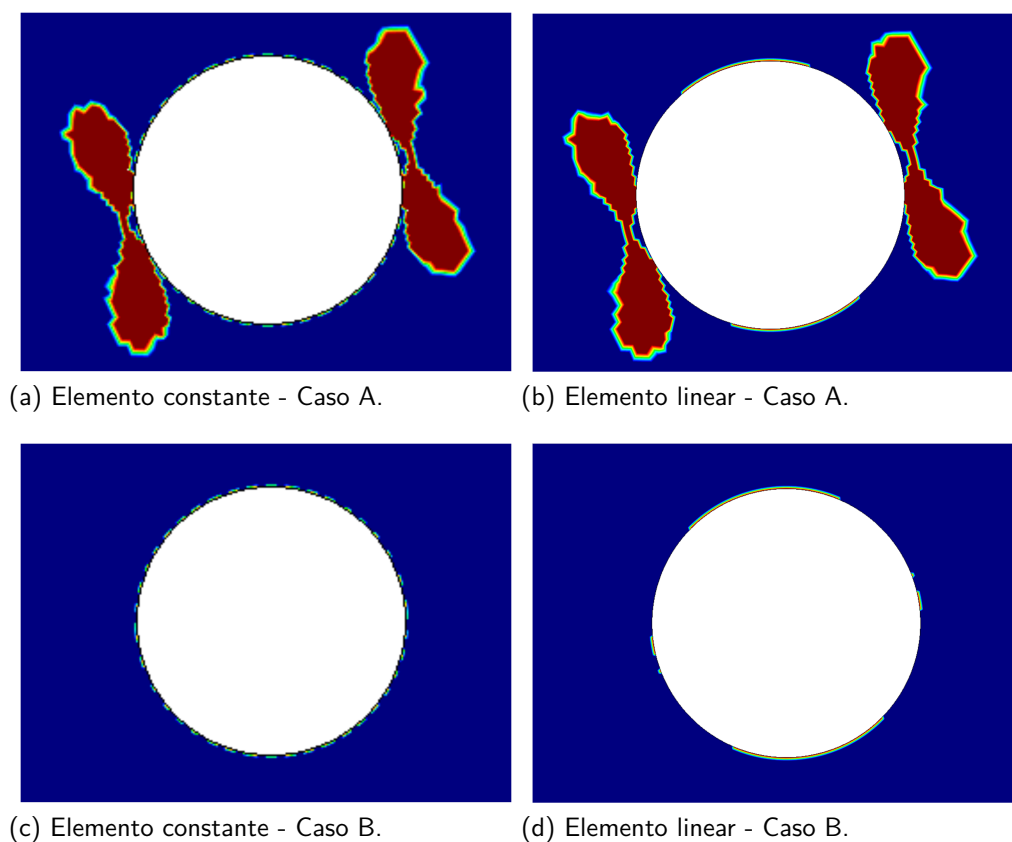 (a) Elemento constante - Caso A.
(b) Elemento linear - Caso A.
(c) Elemento constante - Caso B.
(d) Elemento linear - Caso B.